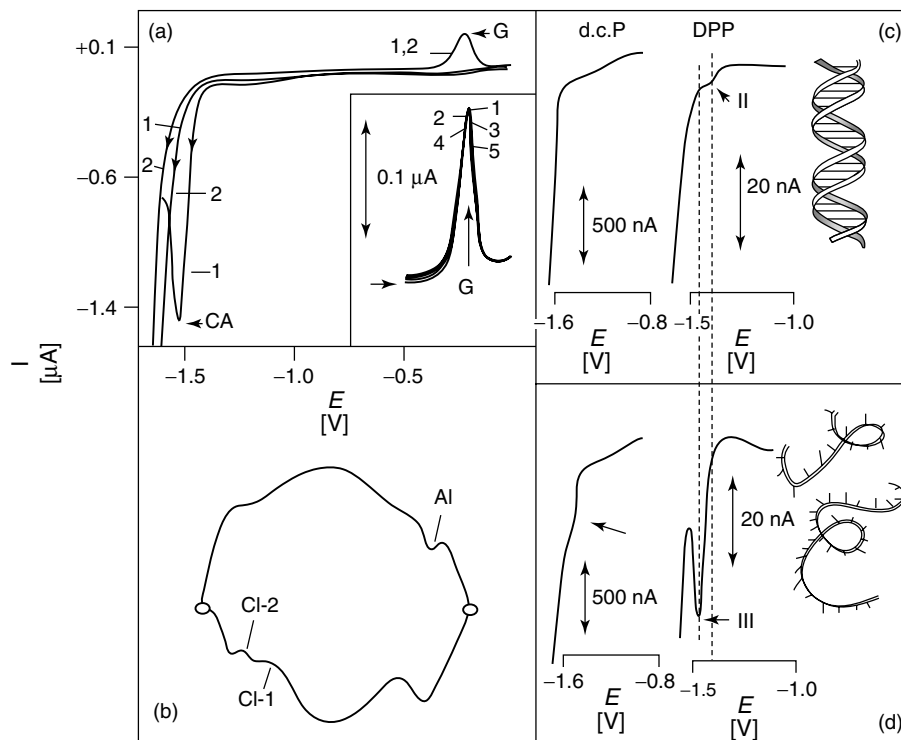 (a)
G
+0.1
1,2
1
2
−0.6
2
1
−1.4
CA
I
[μA]
−1.5
−1.0
−0.5
E
[V]
1
2
3
4
5
0.1 μA
G
(b)
AI
CI-2
CI-1
d.c.P
DPP
(c)
II
500 nA
20 nA
−1.6
−0.8
−1.5
−1.0
E
[V]
E
[V]
20 nA
500 nA
III
−1.6
−0.8
−1.5
−1.0
E
[V]
E
[V]
(d)